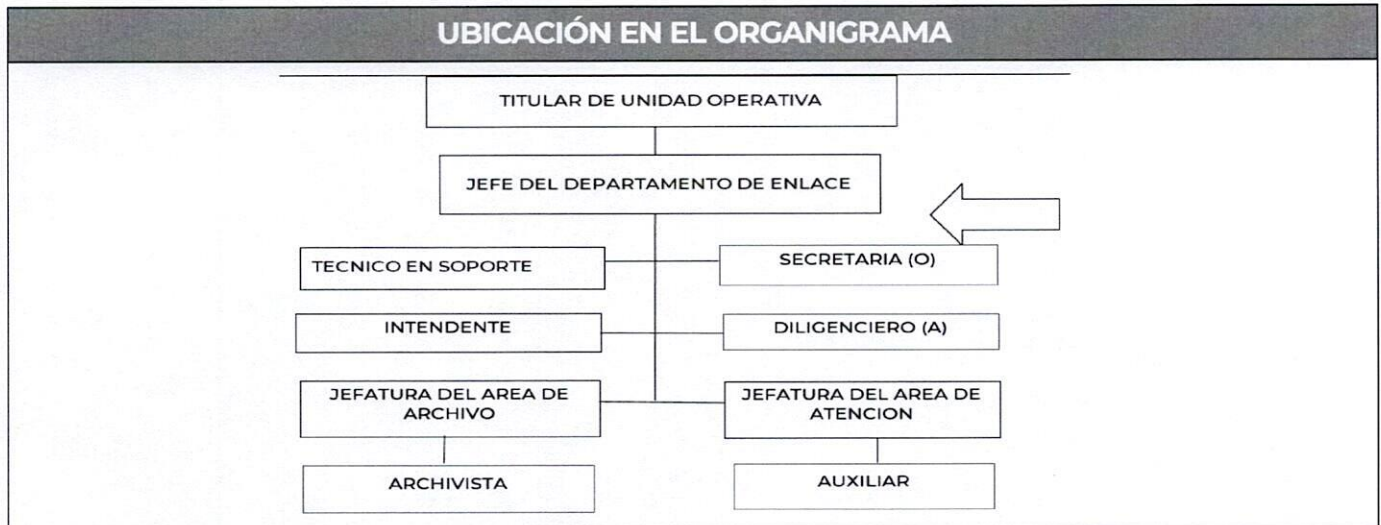 UBICACIÓN EN EL ORGANIGRAMA
TITULAR DE UNIDAD OPERATIVA
JEFE DEL DEPARTAMENTO DE ENLACE
TECNICO EN SOPORTE
SECRETARIA (O)
INTENDENTE
DILIGENCIERO (A)
JEFATURA DEL AREA DE
ARCHIVO
JEFATURA DEL AREA DE
ATENCION
ARCHIVISTA
AUXILIAR